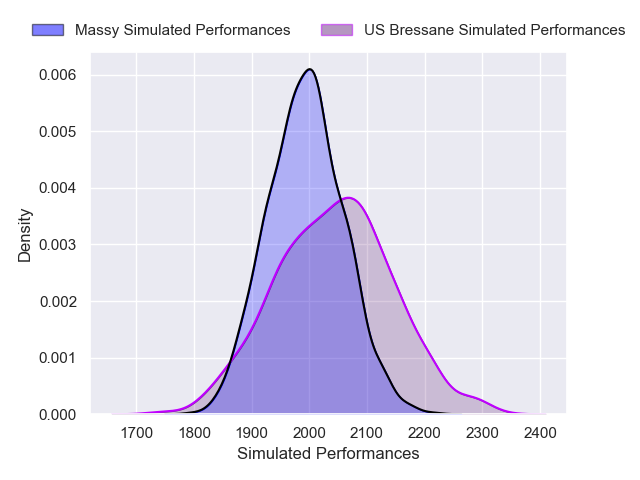 Massy Simulated Performances
US Bressane Simulated Performances
0.006
0.005
0.004
0.003
0.002
0.001
0.000
Density
1700 1800 1900 2000 2100 2200 2300 2400
Simulated Performances